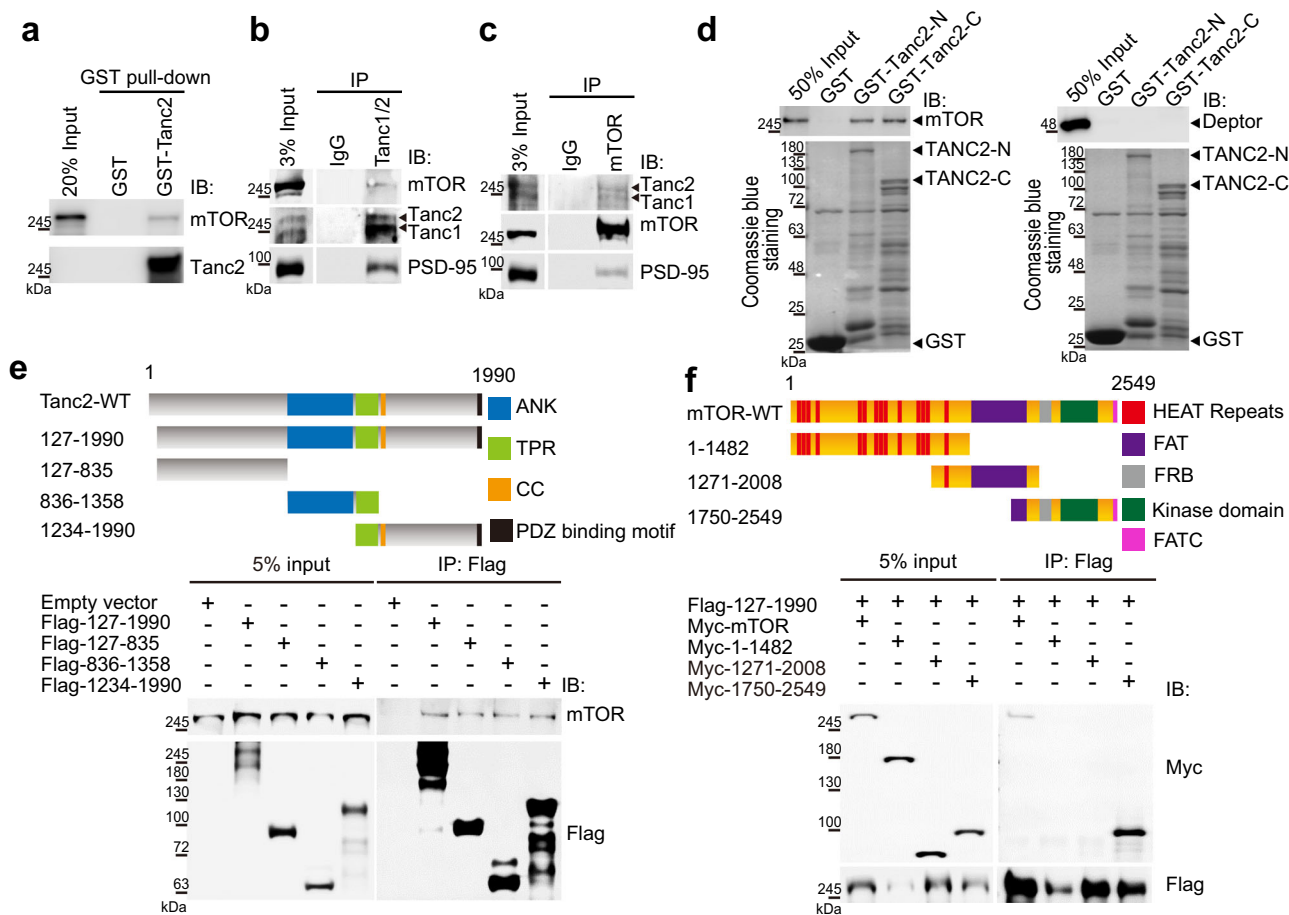 a
GST pull-down
20% Input
GST
GST-Tanc2
IB:
245
mTOR
245
Tanc2
kDa
b
IP
3% Input
IgG
Tanc1/2
IB:
245
mTOR
245
Tanc2
Tanc1
100
PSD-95
kDa
c
IP
3% Input
IgG
mTOR
IB:
245
Tanc2
Tanc1
245
mTOR
100
PSD-95
kDa
d
50% Input
GST
GST-Tanc2-N
GST-Tanc2-C
IB:
245
mTOR
Coomassie blue
staining
180
135
100
72
63
48
35
25
kDa
TANC2-N
TANC2-C
GST
50% Input
GST
GST-Tanc2-N
GST-Tanc2-C
IB:
48
Deptor
Coomassie blue
staining
180
135
100
72
63
48
35
25
kDa
TANC2-N
TANC2-C
GST
e
1
1990
Tanc2-WT
127-1990
127-835
836-1358
1234-1990
ANK
TPR
CC
PDZ binding motif
5% input
IP: Flag
Empty vector + - - - - + - - - -
Flag-127-1990 - + - - - - + - - -
Flag-127-835 - - + - - - - + - -
Flag-836-1358 - - - + - - - - + -
Flag-1234-1990 - - - - + - - - - + IB:
245
mTOR
245
180
130
100
72
63
kDa
Flag
f
1
2549
mTOR-WT
1-1482
1271-2008
1750-2549
HEAT Repeats
FAT
FRB
Kinase domain
FATC
5% input
IP: Flag
Flag-127-1990 + + + + + + + +
Myc-mTOR + - - - + - - -
Myc-1-1482 - + - - - + - -
Myc-1271-2008 - - + - - - + -
Myc-1750-2549 - - - + - - - +
IB:
245
180
130
100
72
Myc
245
Flag
kDa